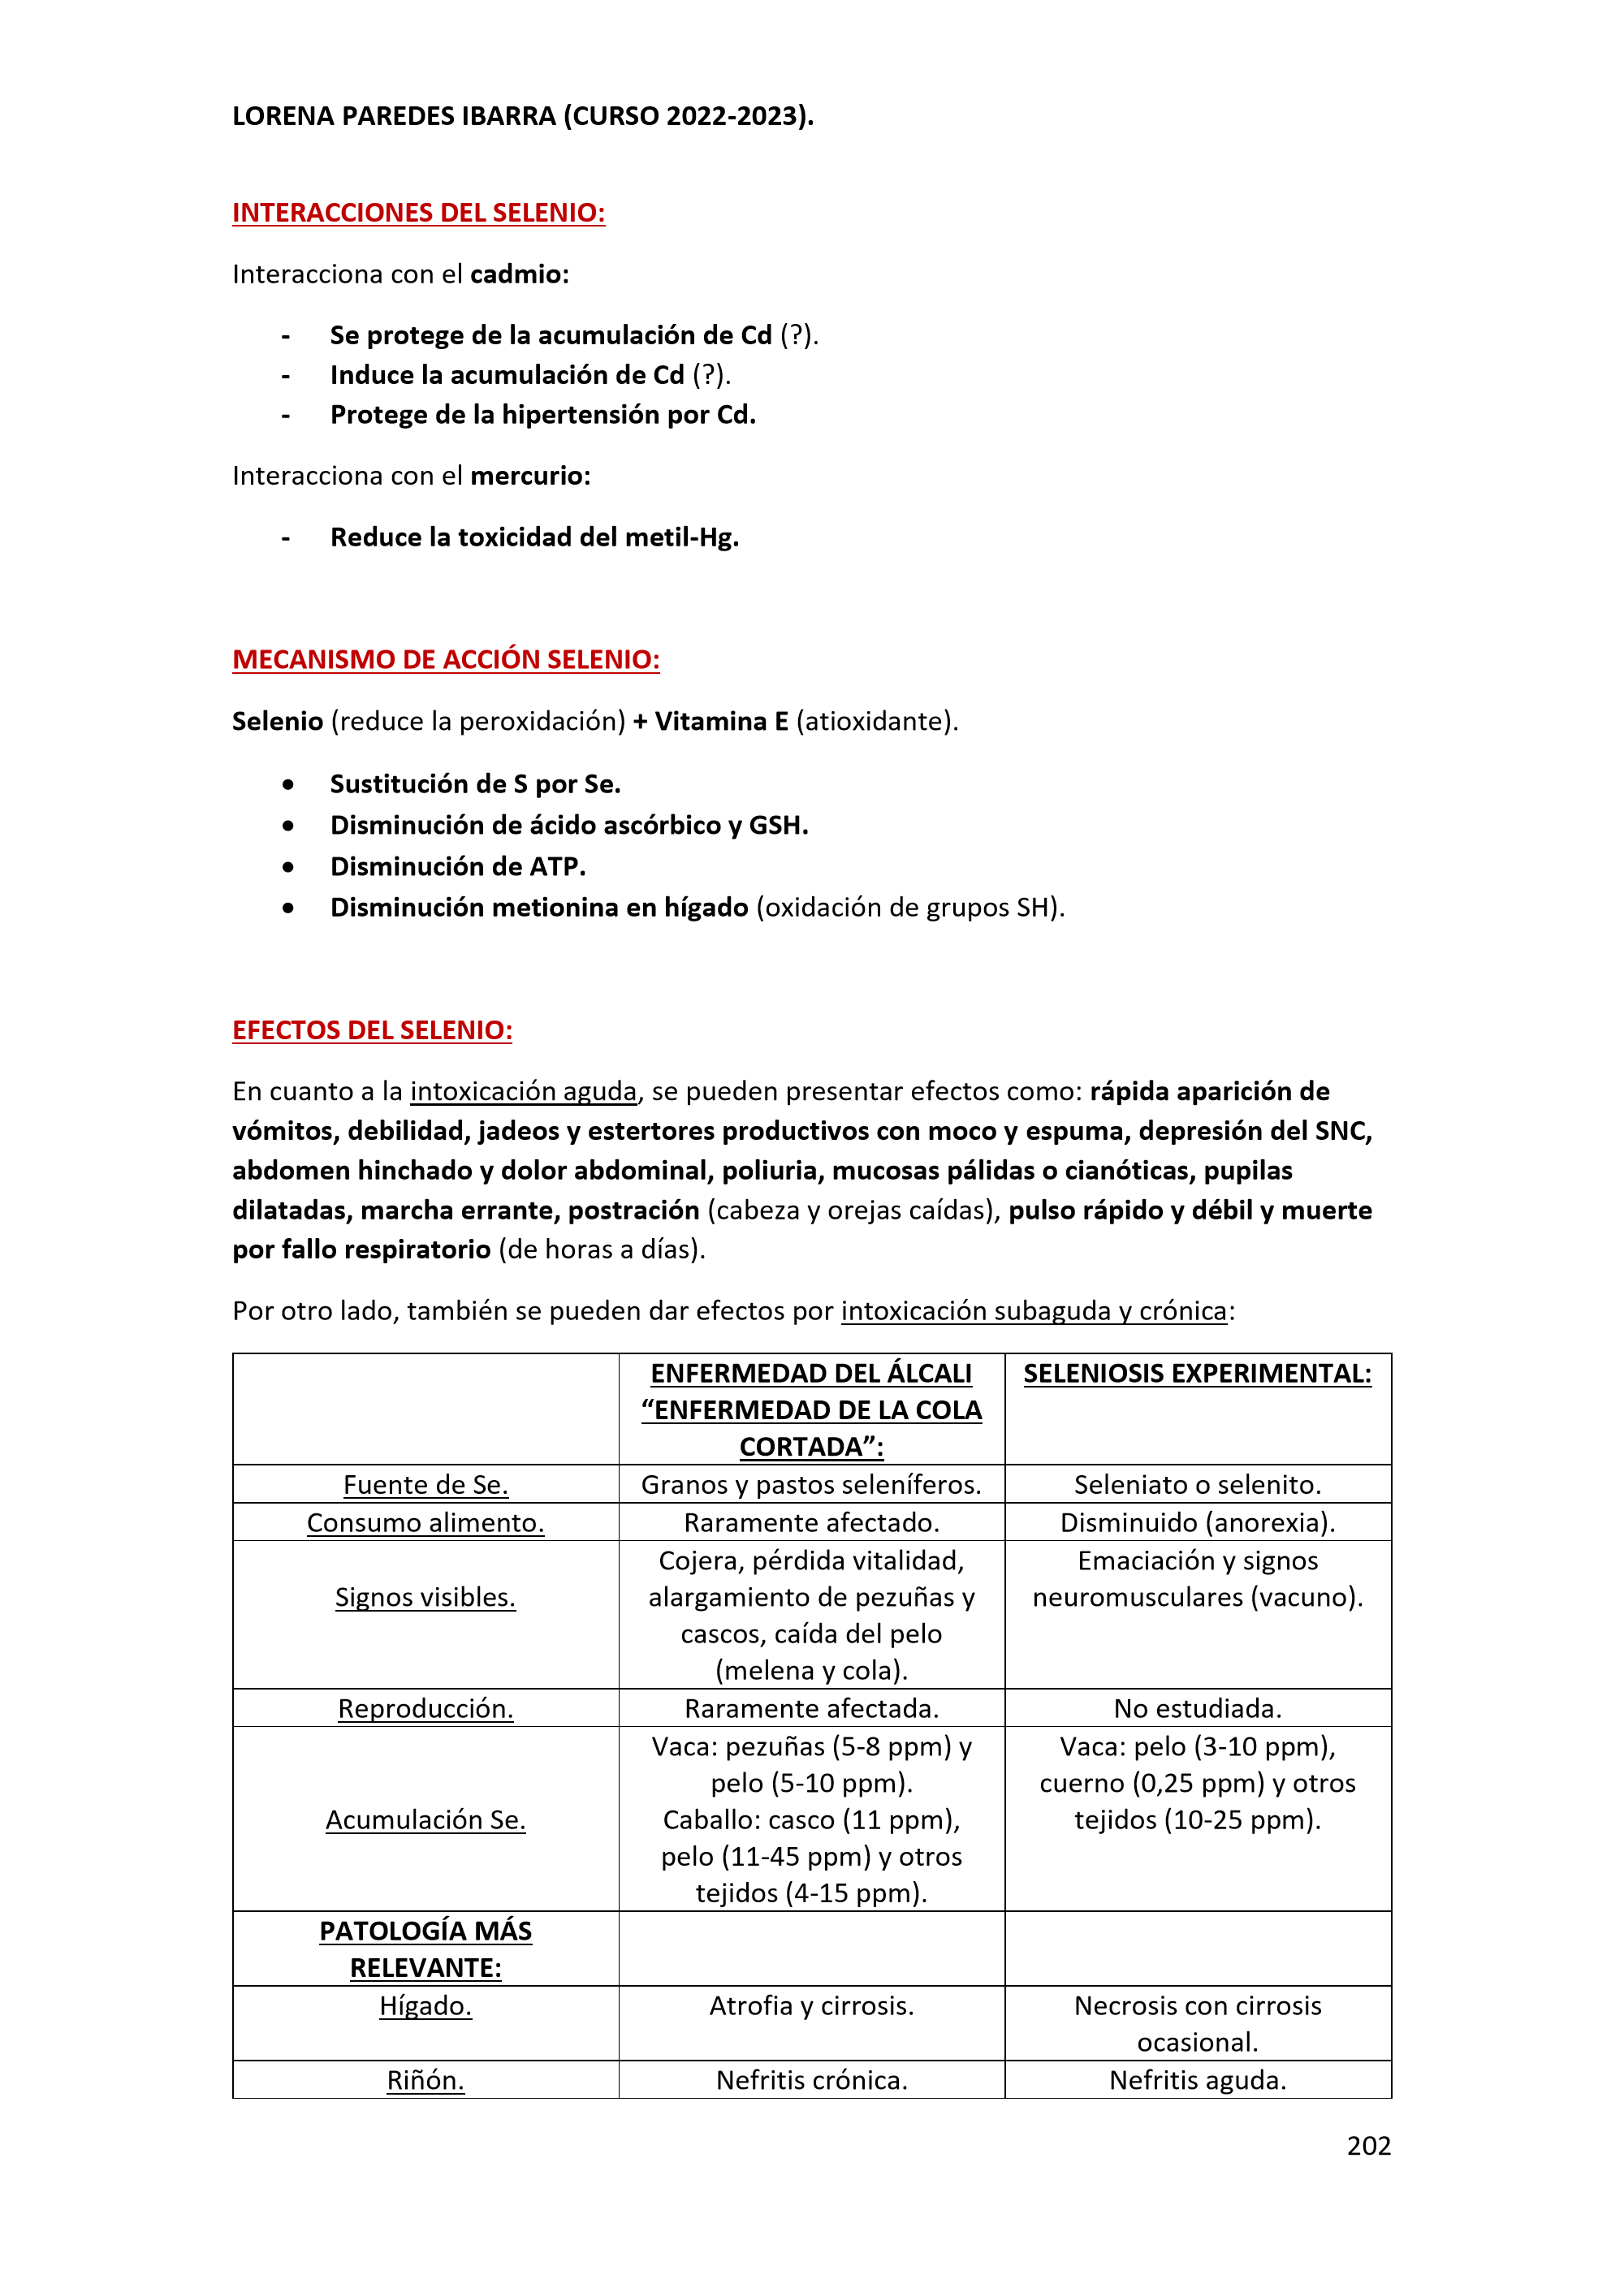 LORENA PAREDES IBARRA (CURSO 2022-2023).
INTERACCIONES DEL SELENIO:
Interacciona con el cadmio:
- Se protege de la acumulación de Cd (?).
- Induce la acumulación de Cd (?).
- Protege de la hipertensión por Cd.
Interacciona con el mercurio:
- Reduce la toxicidad del metil-Hg.
MECANISMO DE ACCIÓN SELENIO:
Selenio (reduce la peroxidación) + Vitamina E (atioxidante).
• Sustitución de S por Se.
• Disminución de ácido ascórbico y GSH.
• Disminución de ATP.
• Disminución metionina en hígado (oxidación de grupos SH).
EFECTOS DEL SELENIO:
En cuanto a la intoxicación aguda, se pueden presentar efectos como: rápida aparición de
vómitos, debilidad, jadeos y estertores productivos con moco y espuma, depresión del SNC,
abdomen hinchado y dolor abdominal, poliuria, mucosas pálidas o cianóticas, pupilas
dilatadas, marcha errante, postración (cabeza y orejas caídas), pulso rápido y débil y muerte
por fallo respiratorio (de horas a días).
Por otro lado, también se pueden dar efectos por intoxicación subaguda y crónica:
ENFERMEDAD DEL ÁLCALI
“ENFERMEDAD DE LA COLA
CORTADA”:
SELENIOSIS EXPERIMENTAL:
Fuente de Se.
Granos y pastos seleníferos.
Seleniato o selenito.
Consumo alimento.
Raramente afectado.
Disminuido (anorexia).
Signos visibles.
Cojera, pérdida vitalidad,
alargamiento de pezuñas y
cascos, caída del pelo
(melena y cola).
Emaciación y signos
neuromusculares (vacuno).
Reproducción.
Raramente afectada.
No estudiada.
Acumulación Se.
Vaca: pezuñas (5-8 ppm) y
pelo (5-10 ppm).
Caballo: casco (11 ppm),
pelo (11-45 ppm) y otros
tejidos (4-15 ppm).
Vaca: pelo (3-10 ppm),
cuerno (0,25 ppm) y otros
tejidos (10-25 ppm).
PATOLOGÍA MÁS
RELEVANTE:
Hígado.
Atrofia y cirrosis.
Necrosis con cirrosis
ocasional.
Riñón.
Nefritis crónica.
Nefritis aguda.
202